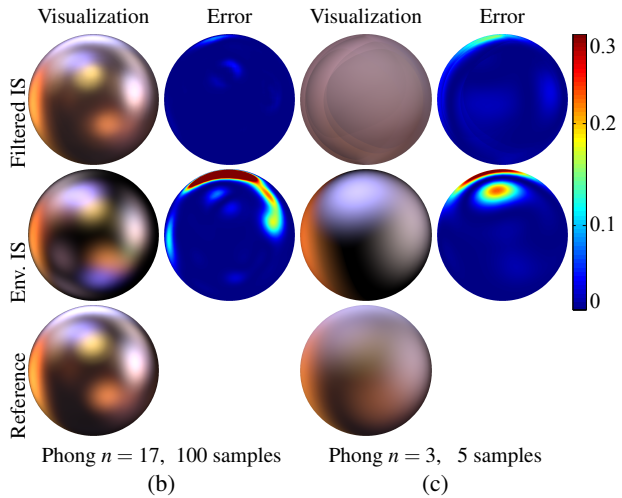 Visualization Error Visualization Error
Filtered IS
0.3
0.2
Env. IS
0.1
0
Reference
Phong n = 17, 100 samples Phong n = 3, 5 samples
(b) (c)